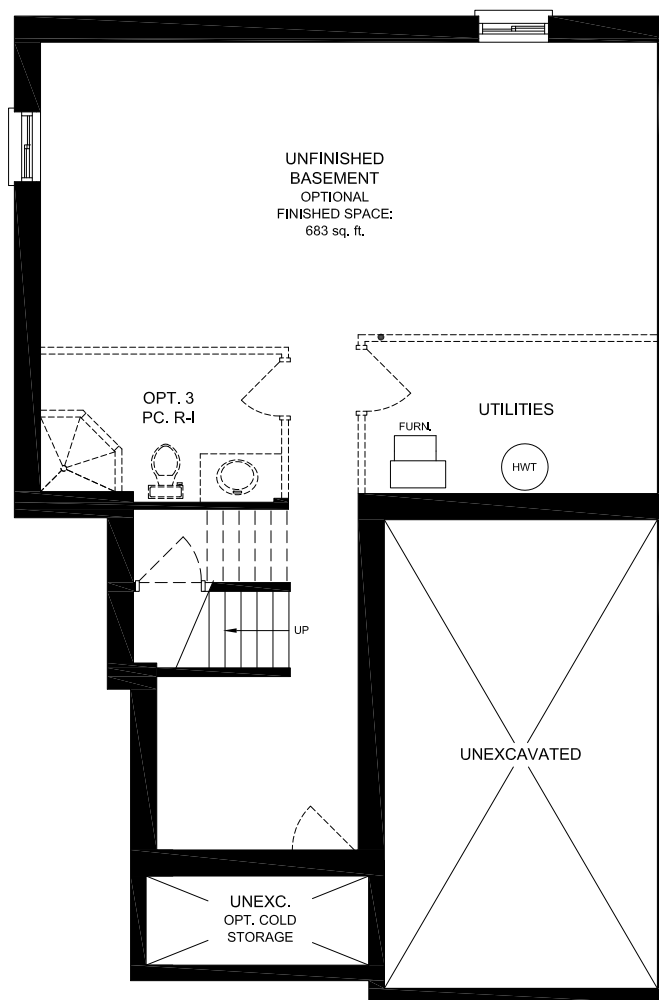 UNFINISHED
BASEMENT
OPTIONAL
FINISHED SPACE:
683 sq. ft.
OPT. 3
PC. R-I
UTILITIES
FURN.
HWT
UP
UNEXCAVATED
UNEXC.
OPT. COLD
STORAGE